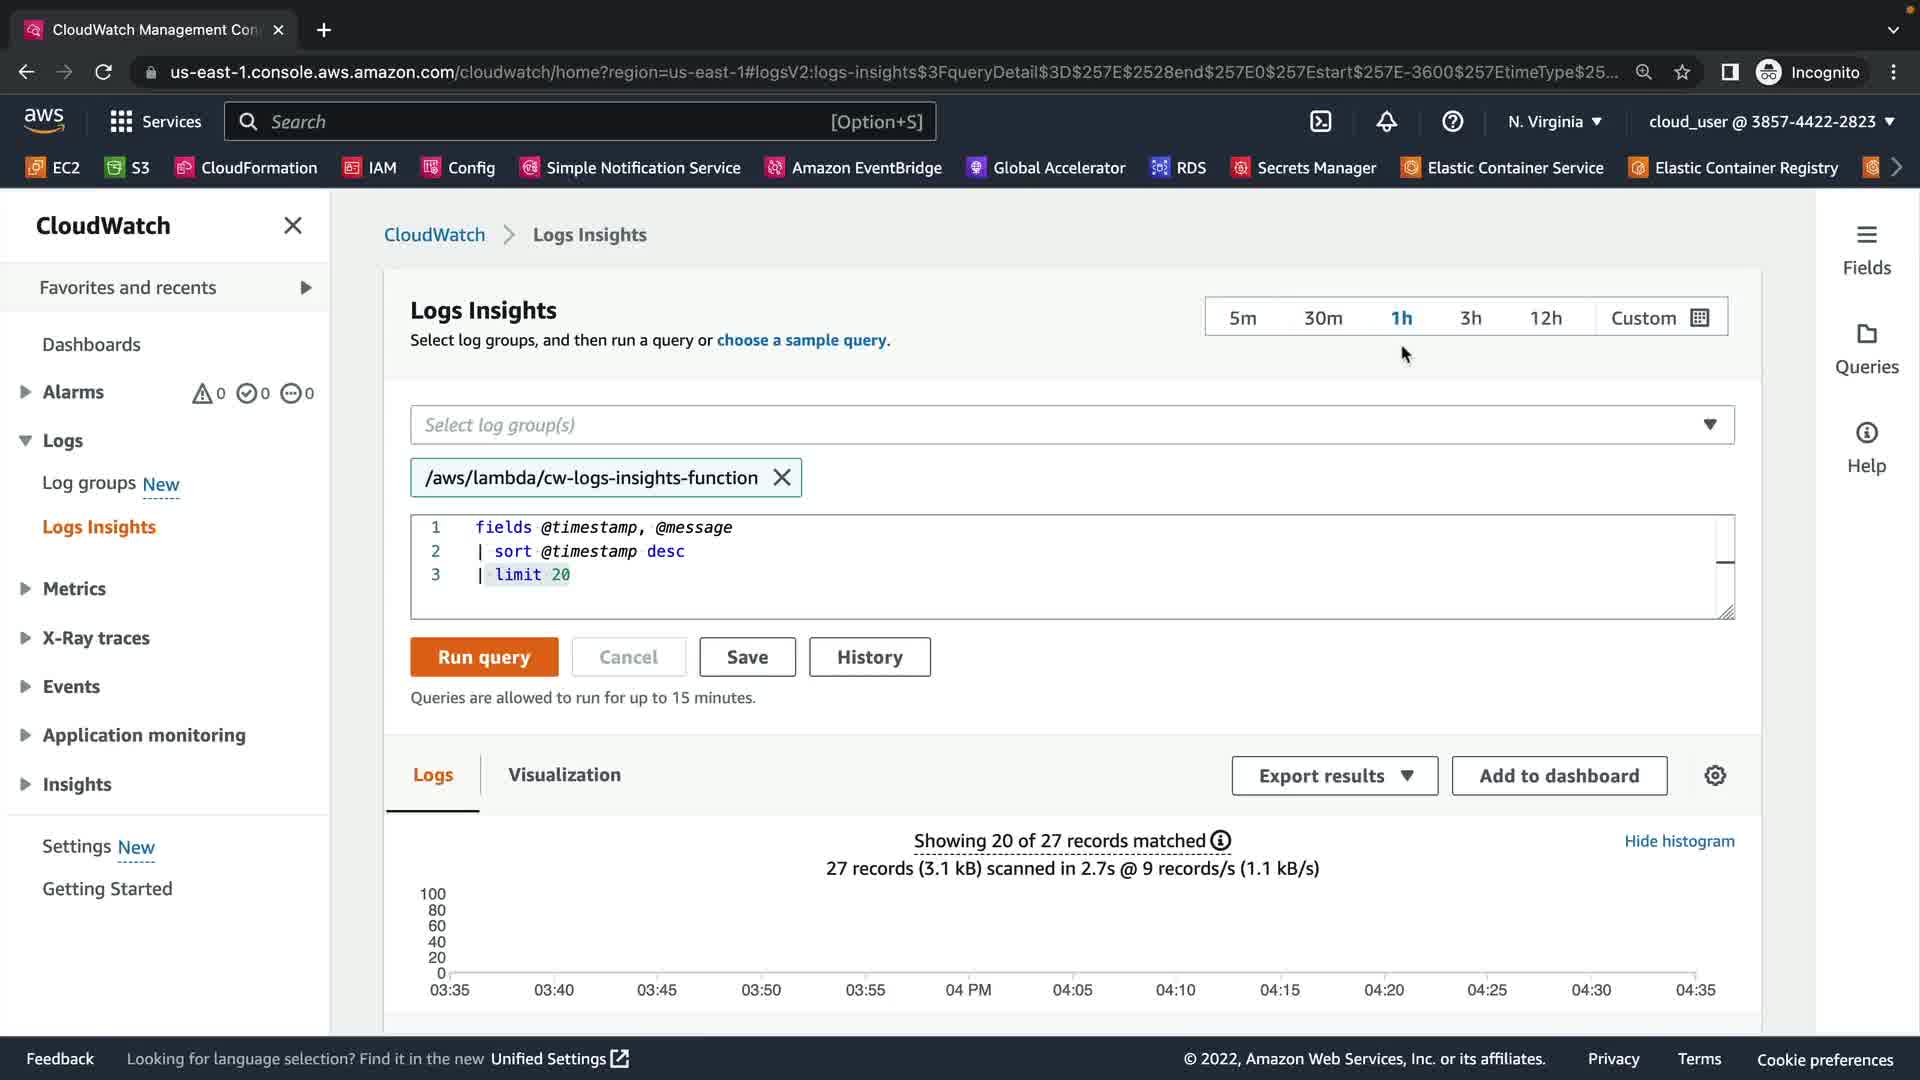 CloudWatch Management Con
us-east-1.console.aws.amazon.com/cloudwatch/home?region=us-east-1#logsV2:logs-insights$3FqueryDetail$3D$257E$2528end$257E0$257Estart$257E-3600$257EtimeType$25...
Incognito
aws
Services
Search
[Option+S]
N. Virginia
cloud_user @ 3857-4422-2823
EC2
S3
CloudFormation
IAM
Config
Simple Notification Service
Amazon EventBridge
Global Accelerator
RDS
Secrets Manager
Elastic Container Service
Elastic Container Registry
CloudWatch
Favorites and recents
Dashboards
Alarms 0 0 0
Logs
Log groups New
Logs Insights
Metrics
X-Ray traces
Events
Application monitoring
Insights
Settings New
Getting Started
CloudWatch > Logs Insights
Logs Insights
Select log groups, and then run a query or choose a sample query.
5m 30m 1h 3h 12h Custom
Select log group(s)
/aws/lambda/cw-logs-insights-function
1 fields @timestamp, @message
2 | sort @timestamp desc
3 | limit 20
Run query
Cancel
Save
History
Queries are allowed to run for up to 15 minutes.
Logs
Visualization
Export results
Add to dashboard
Showing 20 of 27 records matched
Hide histogram
27 records (3.1 kB) scanned in 2.7s @ 9 records/s (1.1 kB/s)
100
80
60
40
20
0
03:35 03:40 03:45 03:50 03:55 04 PM 04:05 04:10 04:15 04:20 04:25 04:30 04:35
Fields
Queries
Help
Feedback
Looking for language selection? Find it in the new Unified Settings
© 2022, Amazon Web Services, Inc. or its affiliates.
Privacy
Terms
Cookie preferences